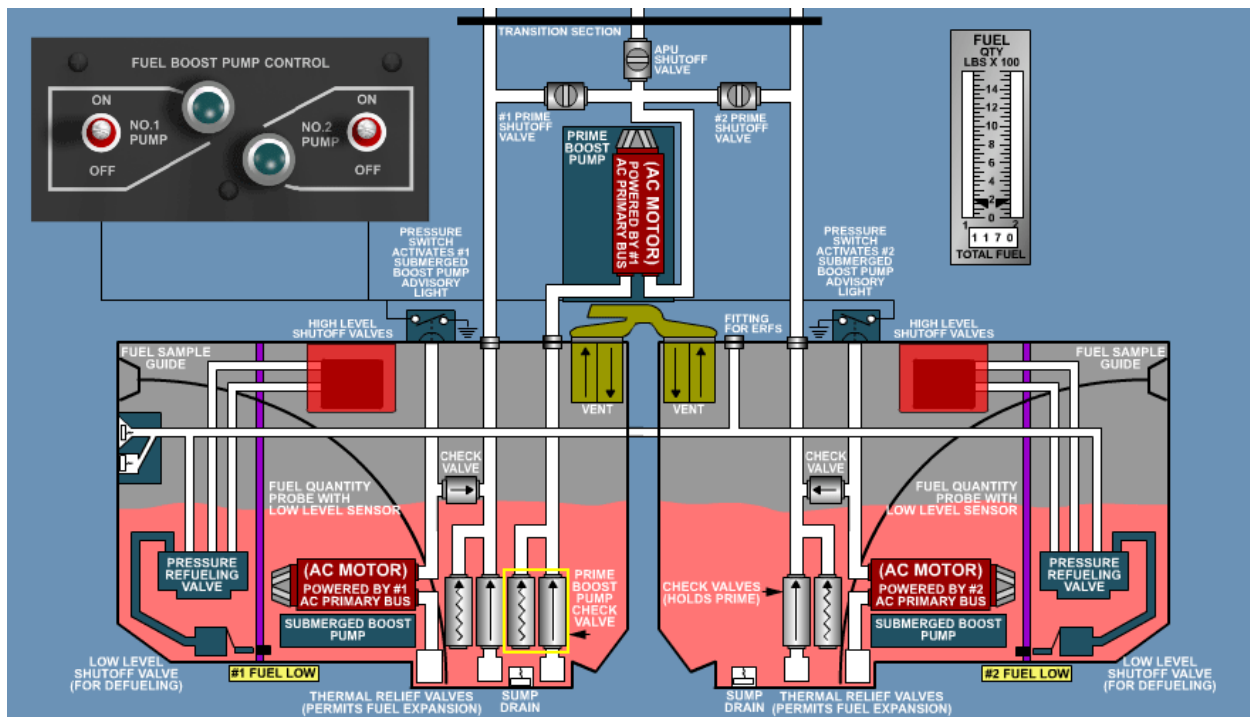 TRANSITION SECTION
APU
SHUTOFF
VALVE
#1 PRIME
SHUTOFF
VALVE
#2 PRIME
SHUTOFF
VALVE
FUEL BOOST PUMP CONTROL
ON
NO.1
PUMP
OFF
ON
NO.2
PUMP
OFF
PRIME
BOOST
PUMP
(AC MOTOR)
POWERED BY #1
AC PRIMARY BUS
FUEL
QTY
LBS X 100
14
12
10
8
6
4
2
0
1
2
1 1 7 0
TOTAL FUEL
PRESSURE
SWITCH
ACTIVATES #1
SUBMERGED
BOOST PUMP
ADVISORY
LIGHT
PRESSURE
SWITCH
ACTIVATES #2
SUBMERGED
BOOST PUMP
ADVISORY
LIGHT
HIGH LEVEL
SHUTOFF VALVES
FITTING
FOR ERFS
HIGH LEVEL
SHUTOFF VALVES
FUEL SAMPLE
GUIDE
FUEL SAMPLE
GUIDE
VENT
VENT
CHECK
VALVE
CHECK
VALVE
FUEL QUANTITY
PROBE WITH
LOW LEVEL SENSOR
FUEL QUANTITY
PROBE WITH
LOW LEVEL SENSOR
PRESSURE
REFUELING
VALVE
(AC MOTOR)
POWERED BY #1
AC PRIMARY BUS
SUBMERGED BOOST
PUMP
PRIME
BOOST
PUMP
CHECK
VALVE
CHECK VALVES
(HOLDS PRIME)
(AC MOTOR)
POWERED BY #2
AC PRIMARY BUS
SUBMERGED BOOST
PUMP
PRESSURE
REFUELING
VALVE
LOW LEVEL
SHUTOFF VALVE
(FOR DEFUELING)
#1 FUEL LOW
THERMAL RELIEF VALVES
(PERMITS FUEL EXPANSION)
SUMP
DRAIN
SUMP
DRAIN
THERMAL RELIEF VALVES
(PERMITS FUEL EXPANSION)
#2 FUEL LOW
LOW LEVEL
SHUTOFF VALVE
(FOR DEFUELING)